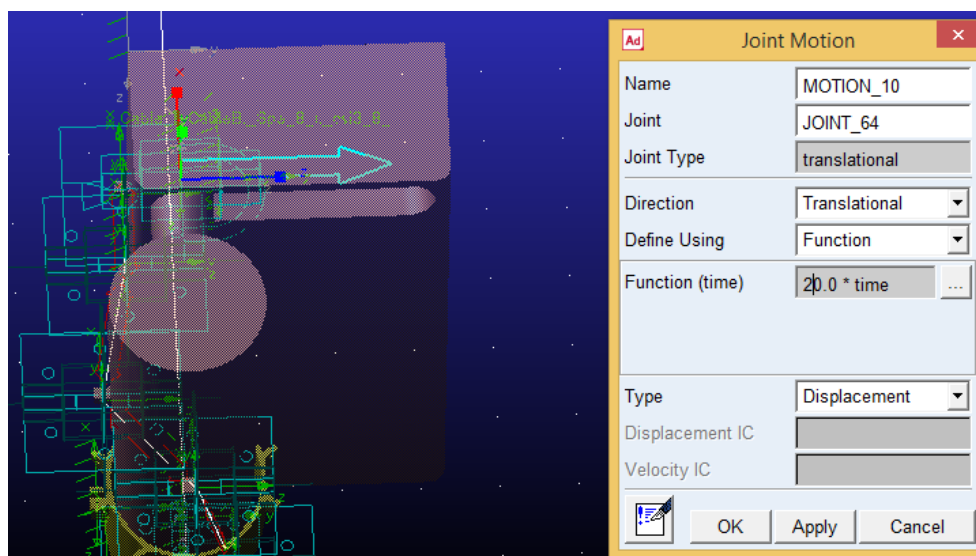 Ad Joint Motion
Name MOTION_10
Joint JOINT_64
Joint Type translational
Direction Translational
Define Using Function
Function (time) 20.0 * time ...
Type Displacement
Displacement IC
Velocity IC
OK Apply Cancel